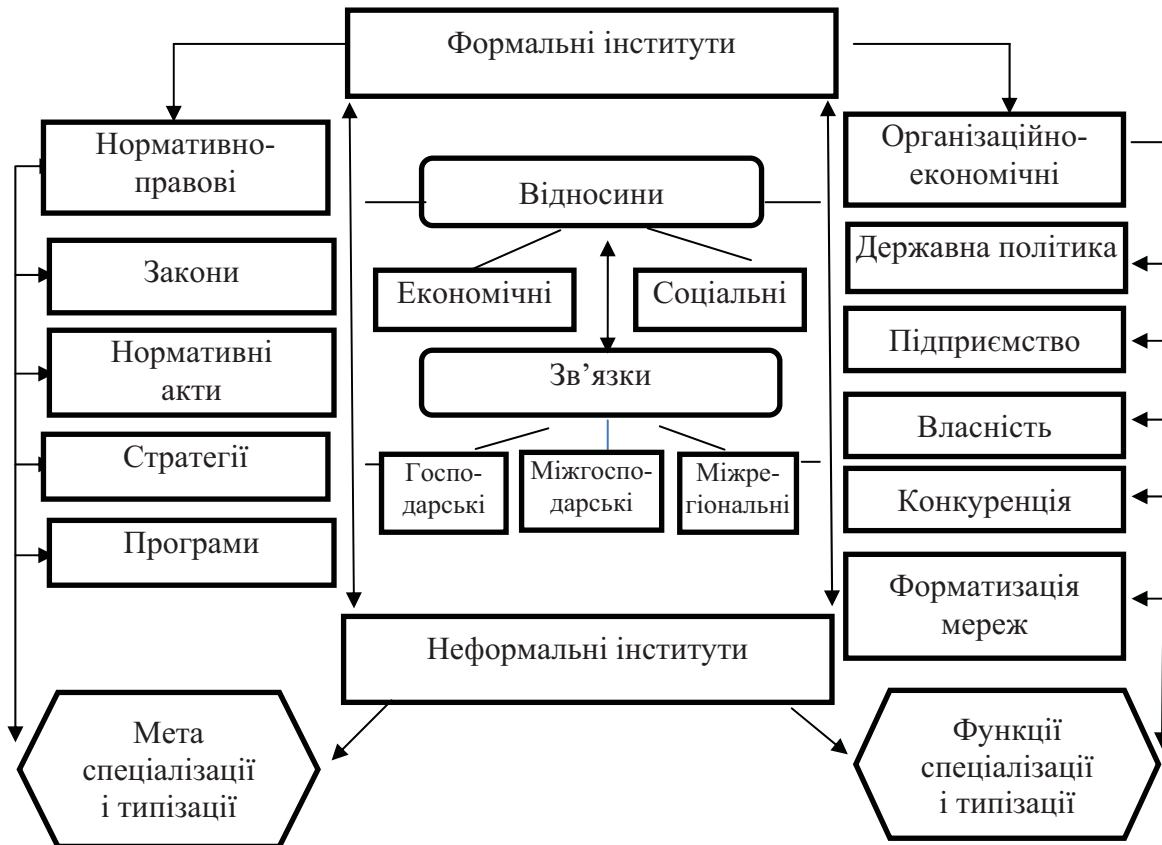 Формальні інститути
Нормативно-
правові
Організаційно-
економічні
Відносини
Закони
Державна політика
Економічні
Соціальні
Нормативні
акти
Підприємство
Зв’язки
Власність
Стратегії
Госпо-
дарські
Міжгоспо-
дарські
Міжре-
гіональні
Конкуренція
Програми
Форматизація
мереж
Неформальні інститути
Мета
спеціалізації
і типізації
Функції
спеціалізації
і типізації